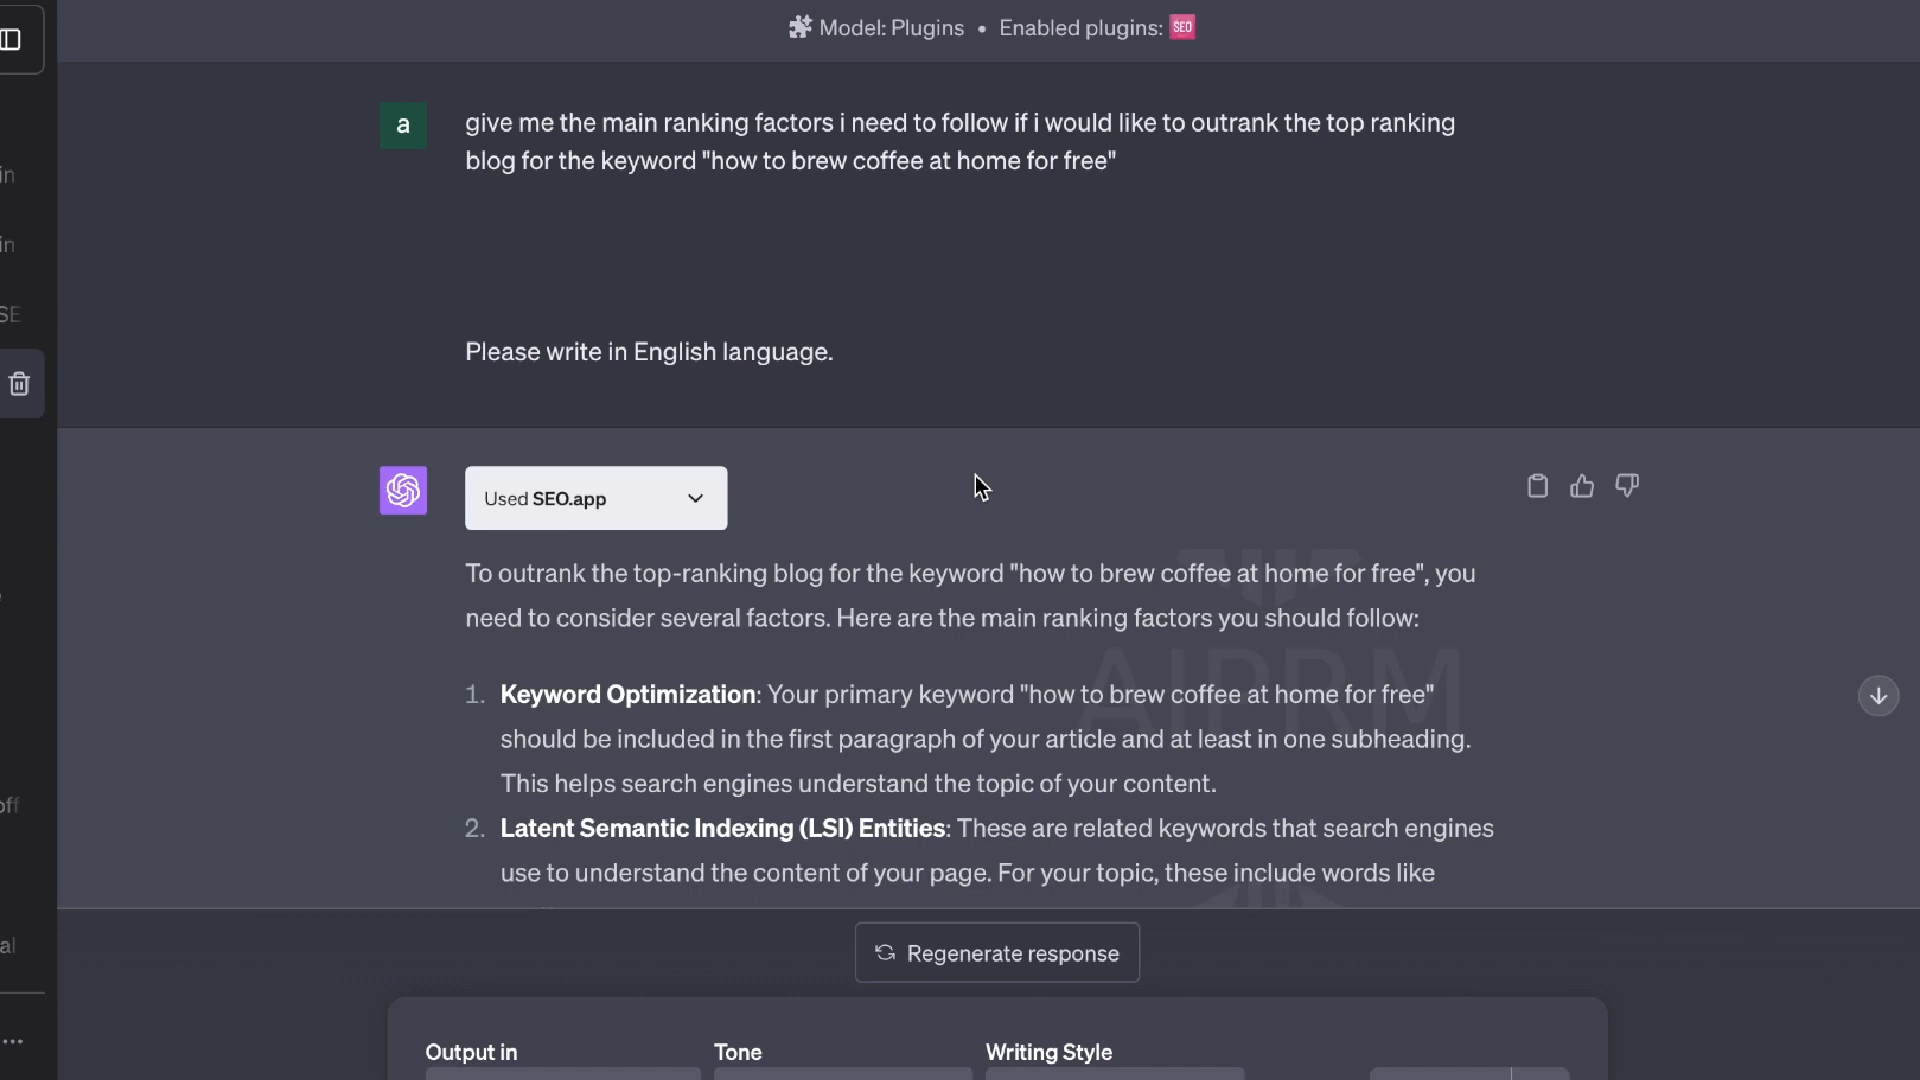 Model: Plugins • Enabled plugins: SEO
a
give me the main ranking factors i need to follow if i would like to outrank the top ranking
blog for the keyword "how to brew coffee at home for free"
in
in
SE
Please write in English language.
Used SEO.app
To outrank the top-ranking blog for the keyword "how to brew coffee at home for free", you
need to consider several factors. Here are the main ranking factors you should follow:
AIPRM
1. Keyword Optimization: Your primary keyword "how to brew coffee at home for free"
should be included in the first paragraph of your article and at least in one subheading.
This helps search engines understand the topic of your content.
off
2. Latent Semantic Indexing (LSI) Entities: These are related keywords that search engines
use to understand the content of your page. For your topic, these include words like
al
Regenerate response
...
Output in Tone Writing Style